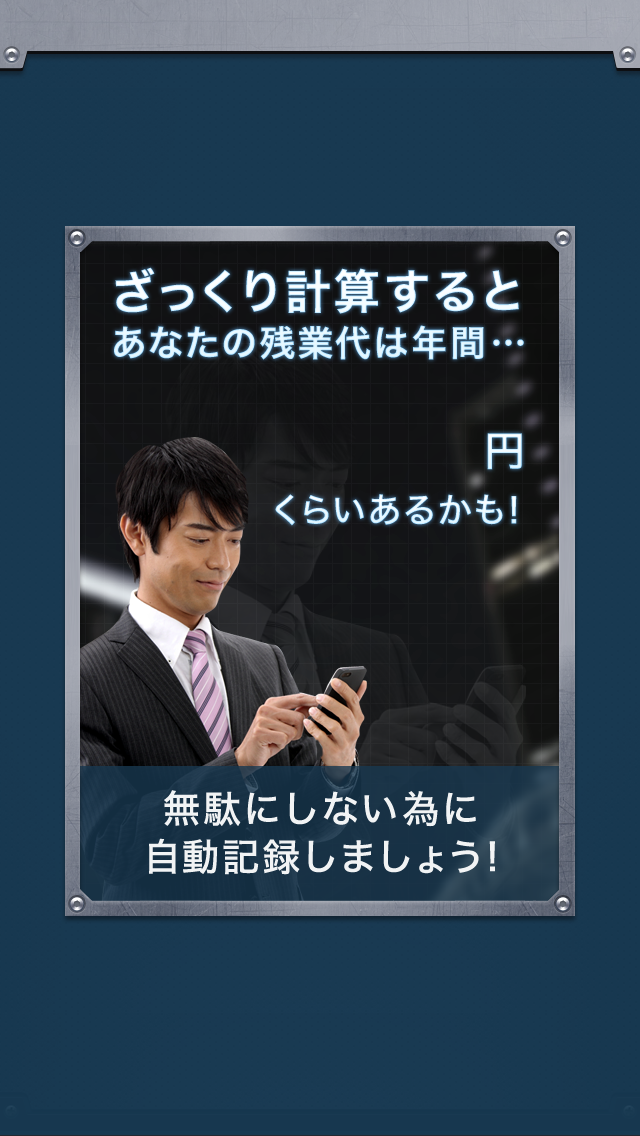 ざっくり計算すると
あなたの残業代は年間…
円
くらいあるかも!
無駄にしない為に
自動記録しましょう!